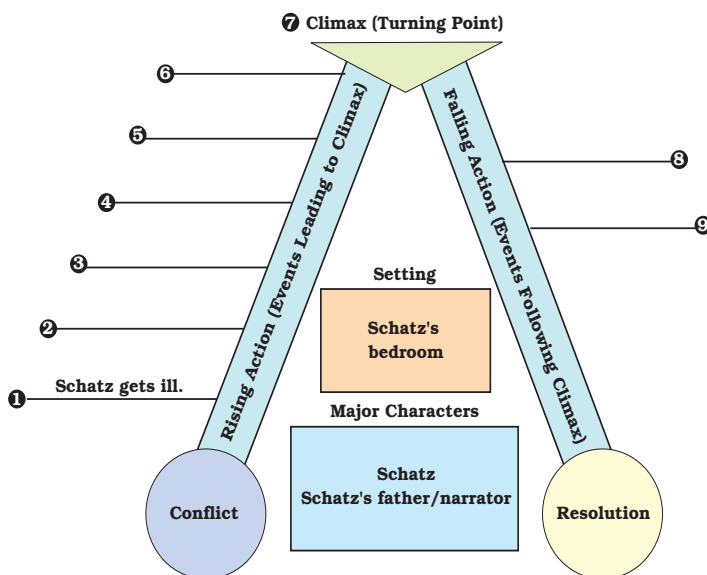 ❼ Climax (Turning Point)
❻
❺
❹
❸
❷
❶ Schatz gets ill.
Rising Action (Events Leading to Climax)
Falling Action (Events Following Climax)
❽
❾
Setting
Schatz's
bedroom
Major Characters
Schatz
Schatz's father/narrator
Conflict
Resolution